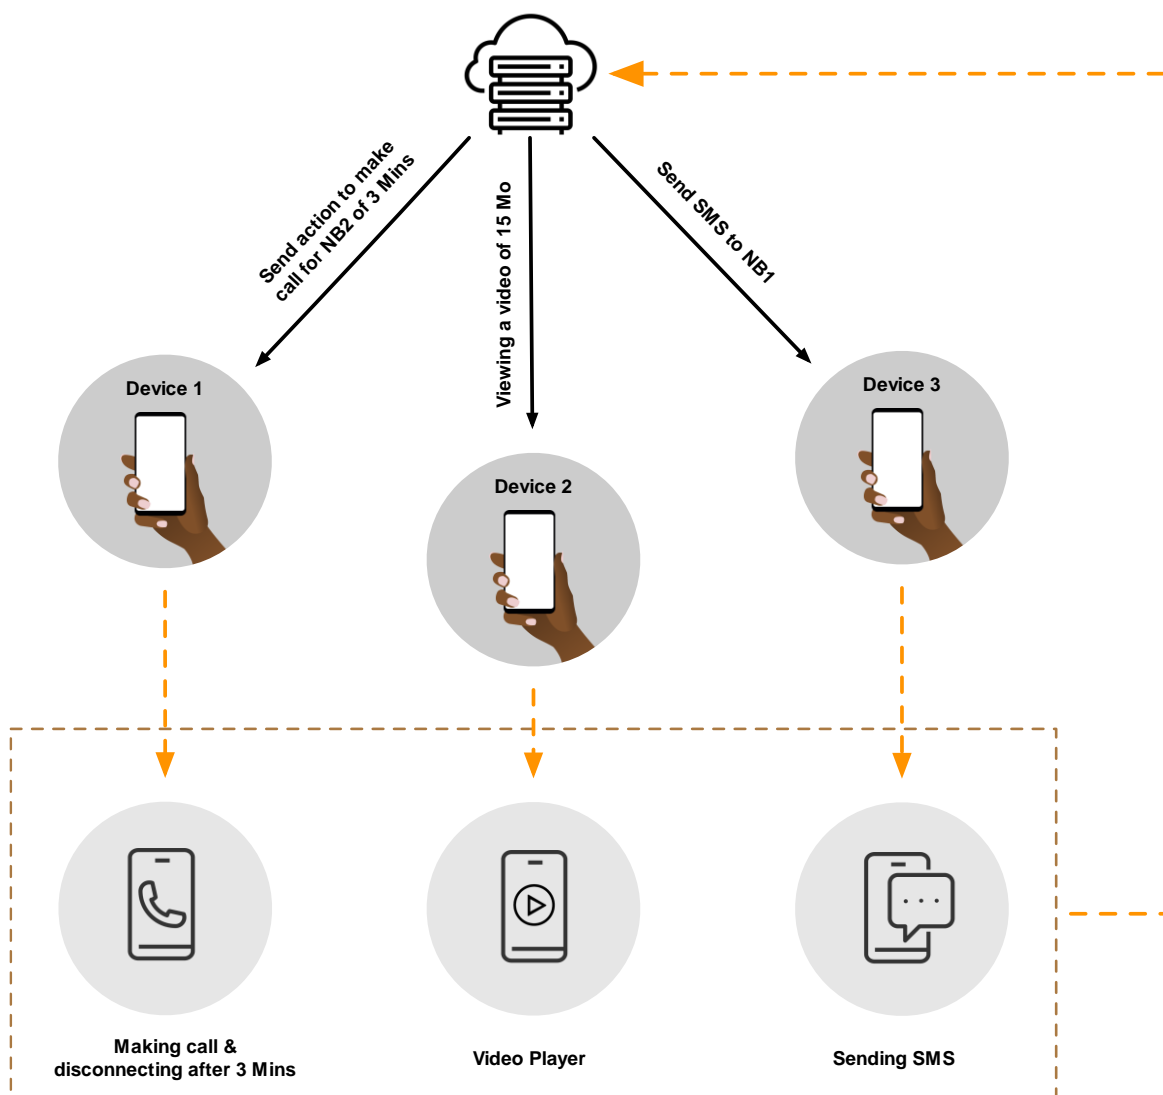 Send action to make
call for NB2 of 3 Mins
Viewing a video of 15 Mo
Send SMS to NB1
Device 1
Device 2
Device 3
Making call &
disconnecting after 3 Mins
Video Player
Sending SMS